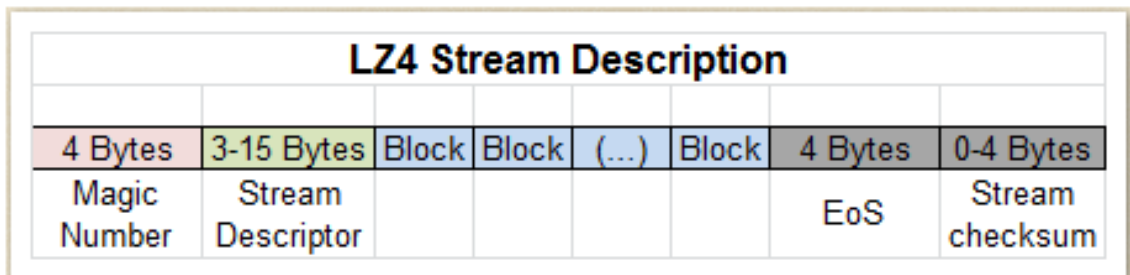 LZ4 Stream Description
4 Bytes 3-15 Bytes Block Block (...) Block 4 Bytes 0-4 Bytes
Magic Number Stream Descriptor EoS Stream checksum